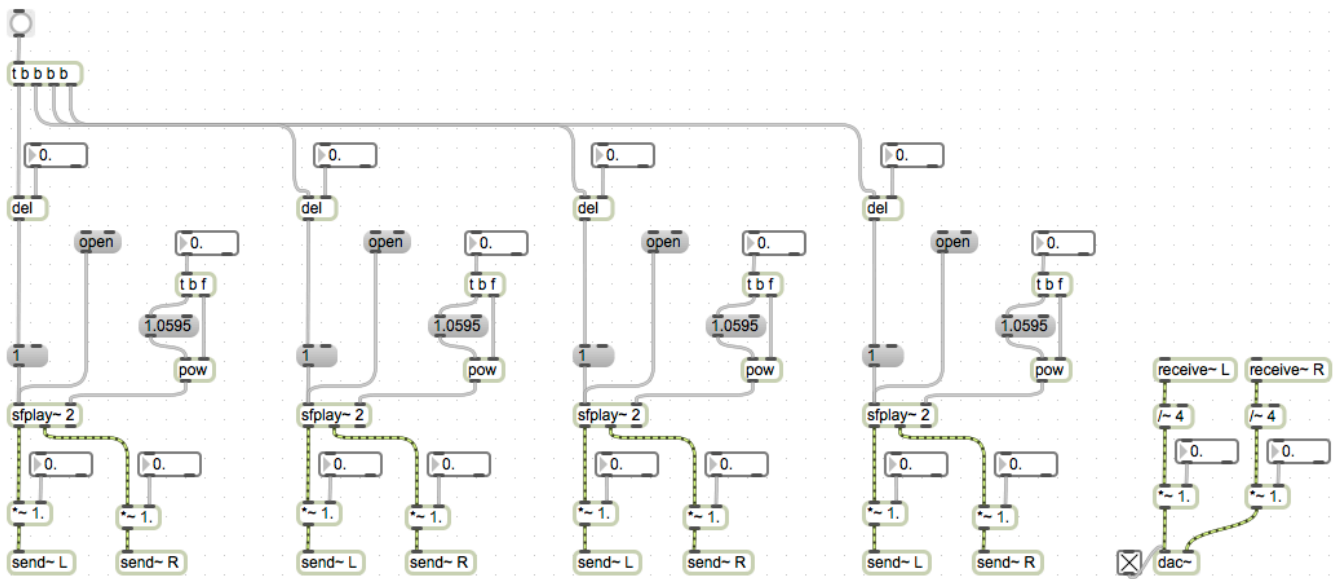 t b b b b
0. 0. 0. 0.
del del del del
open 0. open 0. open 0. open 0.
t b f t b f t b f t b f
1.0595 1.0595 1.0595 1.0595
1 1 1 1
pow pow pow pow receive~ L receive~ R
sfplay~ 2 sfplay~ 2 sfplay~ 2 sfplay~ 2 /~ 4 /~ 4
0. 0. 0. 0. 0. 0. 0. 0. 0. 0.
*~ 1. *~ 1. *~ 1. *~ 1. *~ 1. *~ 1. *~ 1. *~ 1. *~ 1. *~ 1.
send~ L send~ R send~ L send~ R send~ L send~ R send~ L send~ R dac~